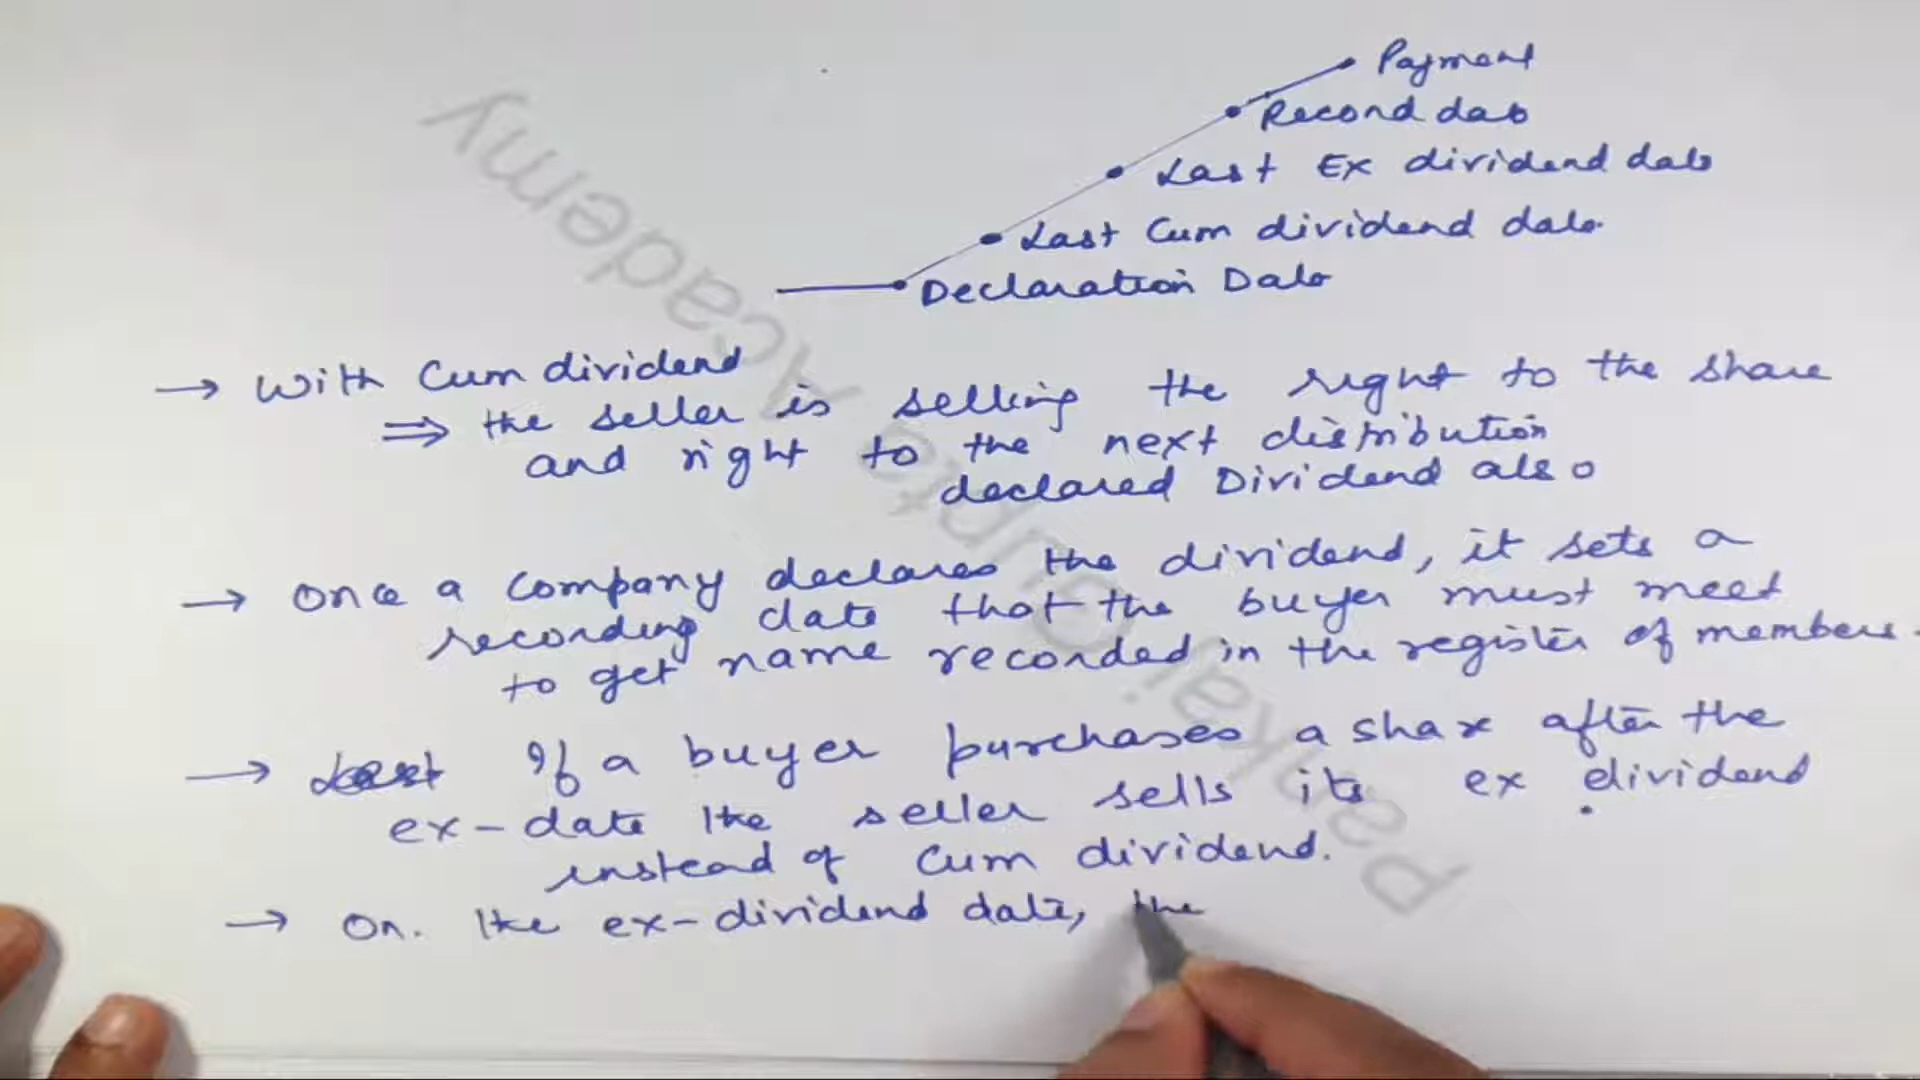 Payment
Record date
Last Ex dividend date
Last Cum dividend date
Declaration Date
→ With Cum dividend
⇒ the seller is selling the right to the share
and right to the next distribution
declared Dividend also
→ Once a company declares the dividend, it sets a
recording date that the buyer must meet
to get name recorded in the register of members.
→ If a buyer purchases a share after the
ex-date the seller sells its ex dividend
instead of Cum dividend.
→ On. the ex-dividend date, the
Pankaj Gupta Academy